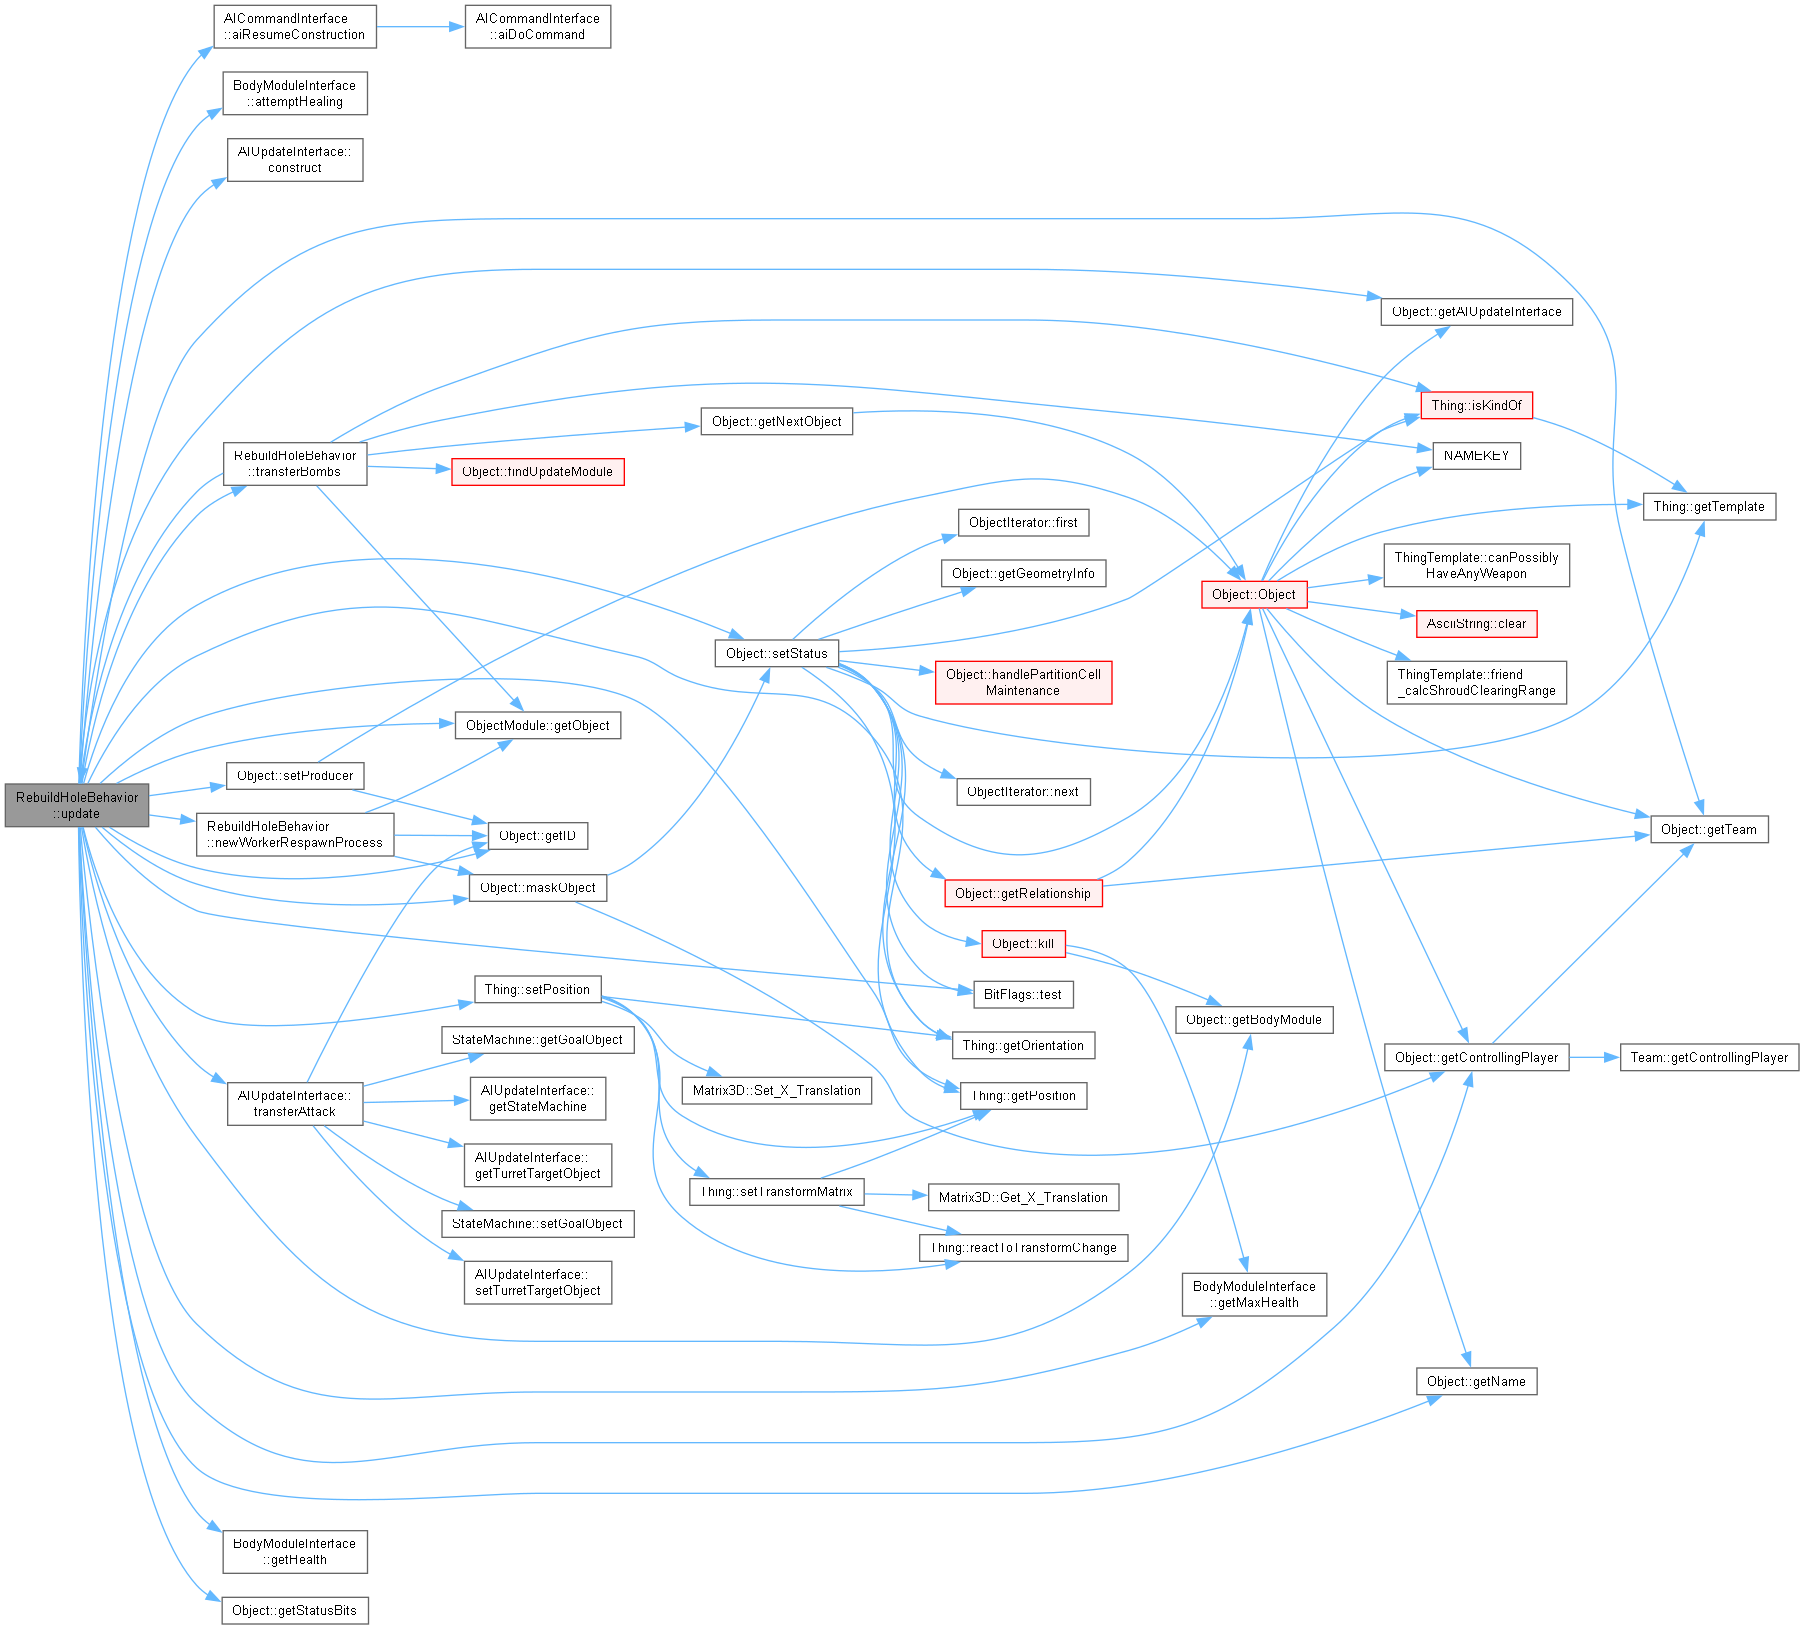 AICommandInterface
::aiResumeConstruction
AICommandInterface
::aiDoCommand
BodyModuleInterface
::attemptHealing
AIUpdateInterface::
construct
Object::getAIUpdateInterface
Thing::isKindOf
Object::getNextObject
RebuildHoleBehavior
::transferBombs
NAMEKEY
Object::findUpdateModule
Thing::getTemplate
ObjectIterator::first
ThingTemplate::canPossibly
HaveAnyWeapon
Object::getGeometryInfo
Object::Object
AsciiString::clear
Object::setStatus
Object::handlePartitionCell
Maintenance
ThingTemplate::friend
_calcShroudClearingRange
ObjectModule::getObject
Object::setProducer
ObjectIterator::next
RebuildHoleBehavior
::update
RebuildHoleBehavior
::newWorkerRespawnProcess
Object::getID
Object::getTeam
Object::maskObject
Object::getRelationship
Object::kill
Thing::setPosition
BitFlags::test
Object::getBodyModule
StateMachine::getGoalObject
Thing::getOrientation
Object::getControllingPlayer
Team::getControllingPlayer
AIUpdateInterface::
transferAttack
AIUpdateInterface::
getStateMachine
Matrix3D::Set_X_Translation
Thing::getPosition
AIUpdateInterface::
getTurretTargetObject
Thing::setTransformMatrix
Matrix3D::Get_X_Translation
StateMachine::setGoalObject
Thing::reactToTransformChange
AIUpdateInterface::
setTurretTargetObject
BodyModuleInterface
::getMaxHealth
Object::getName
BodyModuleInterface
::getHealth
Object::getStatusBits